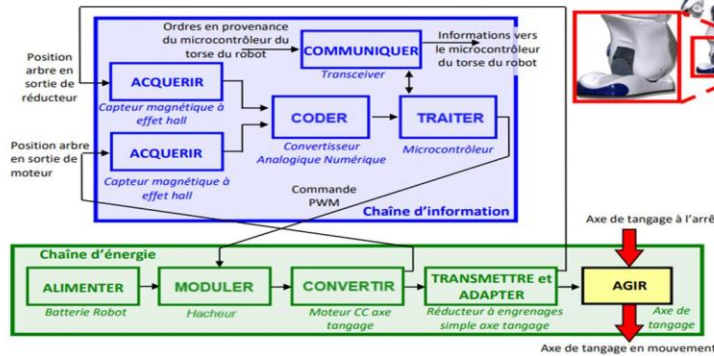 Ordres en provenance
du microcontrôleur du
torse du robot
COMMUNIQUER
Transceiver
Informations vers
le microcontrôleur
du torse du robot
Position
arbre en
sortie de
réducteur
ACQUERIR
Capteur magnétique à
effet hall
CODER
Convertisseur
Analogique Numérique
TRAITER
Microcontrôleur
Position arbre
en sortie de
moteur
ACQUERIR
Capteur magnétique à
effet hall
Commande
PWM
Chaîne d'information
Axe de tangage à l'arrê
Chaîne d'énergie
ALIMENTER
Batterie Robot
MODULER
Hacheur
CONVERTIR
Moteur CC axe
tangage
TRANSMETTRE et
ADAPTER
Réducteur à engrenages
simple axe tangage
AGIR
Axe de
tangage
Axe de tangage en mouvement